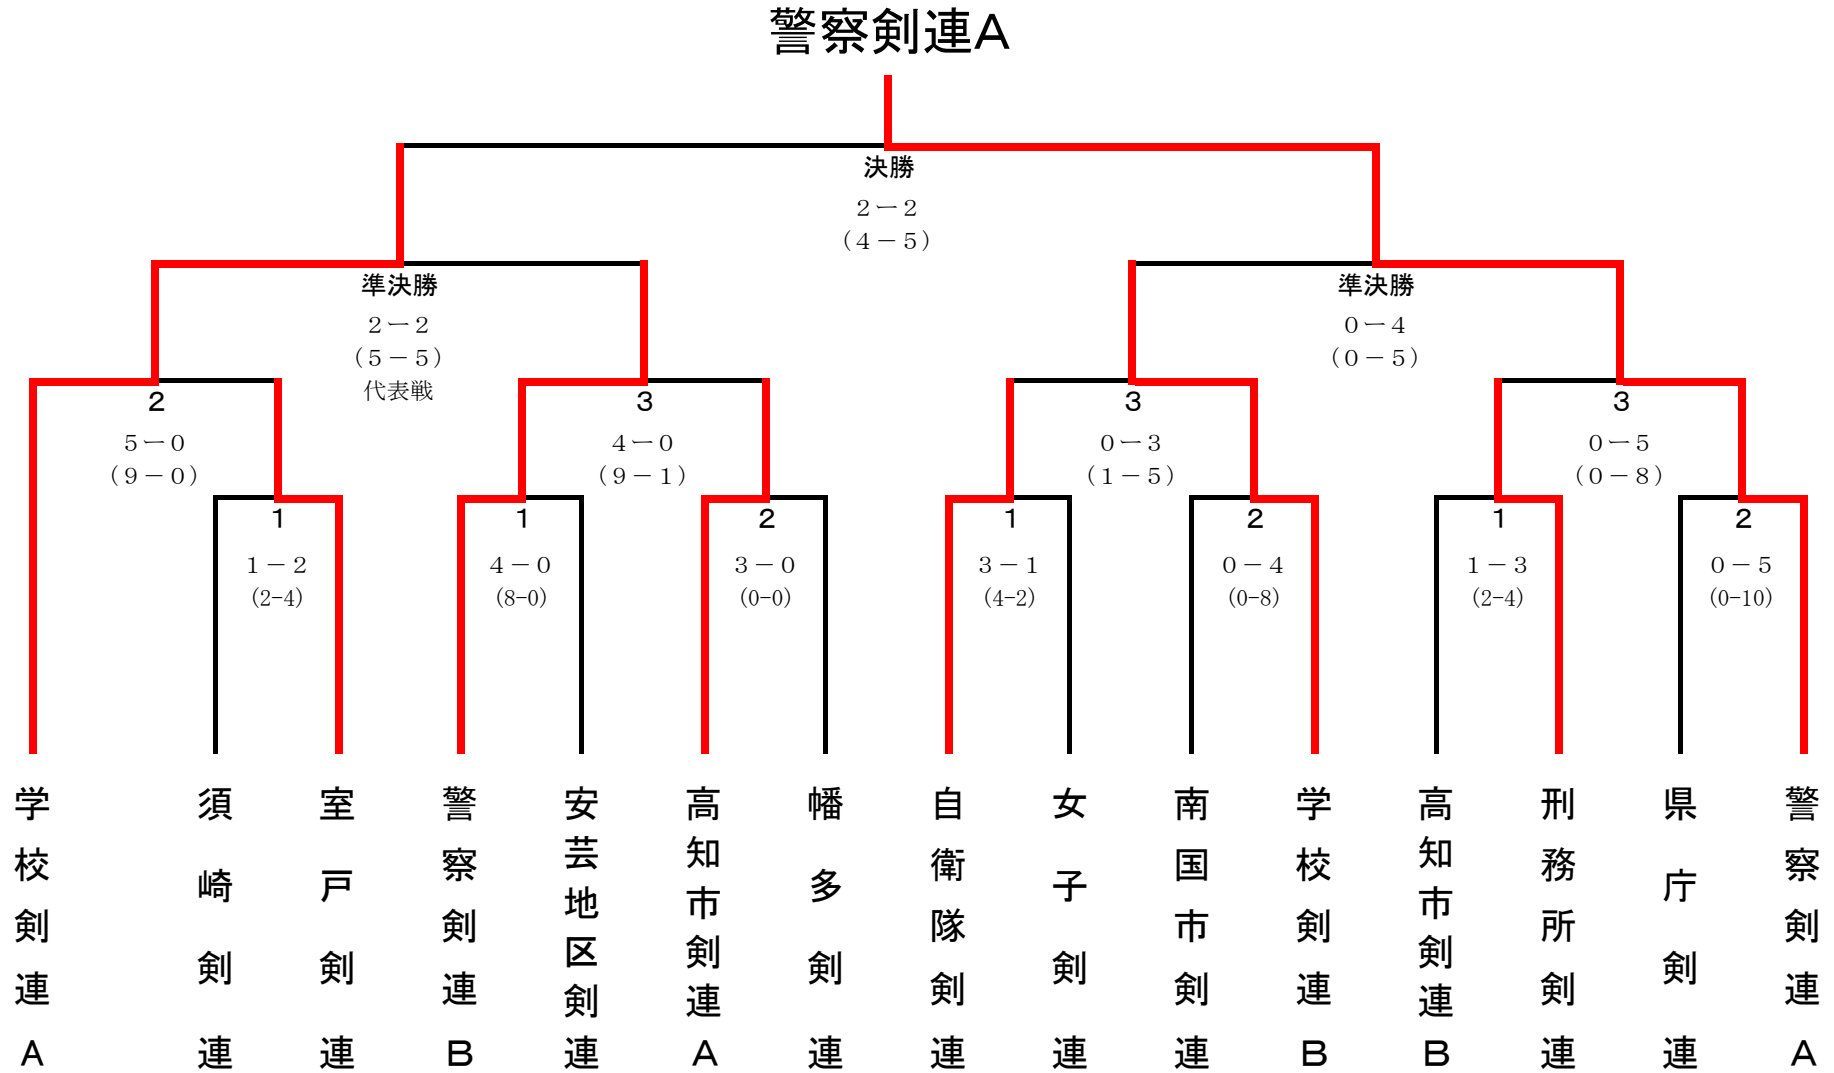 警察剣連A
決勝
２ー２
（４－５）
準決勝
２ー２
（５－５）
代表戦
準決勝
０ー４
（０－５）
2
５ー０
（９－０）
3
４ー０
（９－１）
3
０ー３
（１－５）
3
０ー５
（０－８）
1
１－２
(2-4)
1
４－０
(8-0)
2
３－０
(0-0)
1
３－１
(4-2)
2
０－４
(0-8)
1
１－３
(2-4)
2
０－５
(0-10)
学校剣連A
須崎剣連
室戸剣連
警察剣連B
安芸地区剣連
高知市剣連A
幡多剣連
自衛隊剣連
女子剣連
南国市剣連
学校剣連B
高知市剣連B
刑務所剣連
県庁剣連
警察剣連A